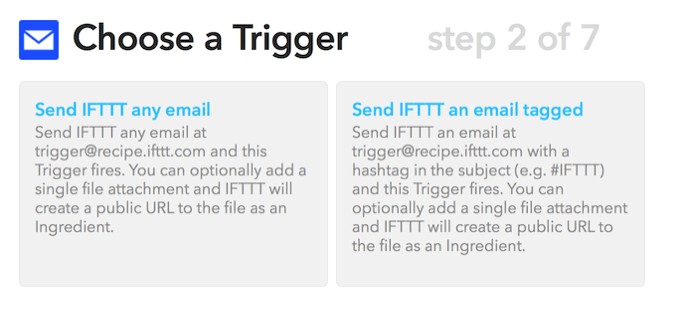 Choose a Trigger
step 2 of 7
Send IFTTT any email
Send IFTTT any email at
trigger@recipe.ifttt.com and this
Trigger fires. You can optionally add a
single file attachment and IFTTT will
create a public URL to the file as an
Ingredient.
Send IFTTT an email tagged
Send IFTTT an email at
trigger@recipe.ifttt.com with a
hashtag in the subject (e.g. #IFTTT)
and this Trigger fires. You can
optionally add a single file attachment
and IFTTT will create a public URL to
the file as an Ingredient.